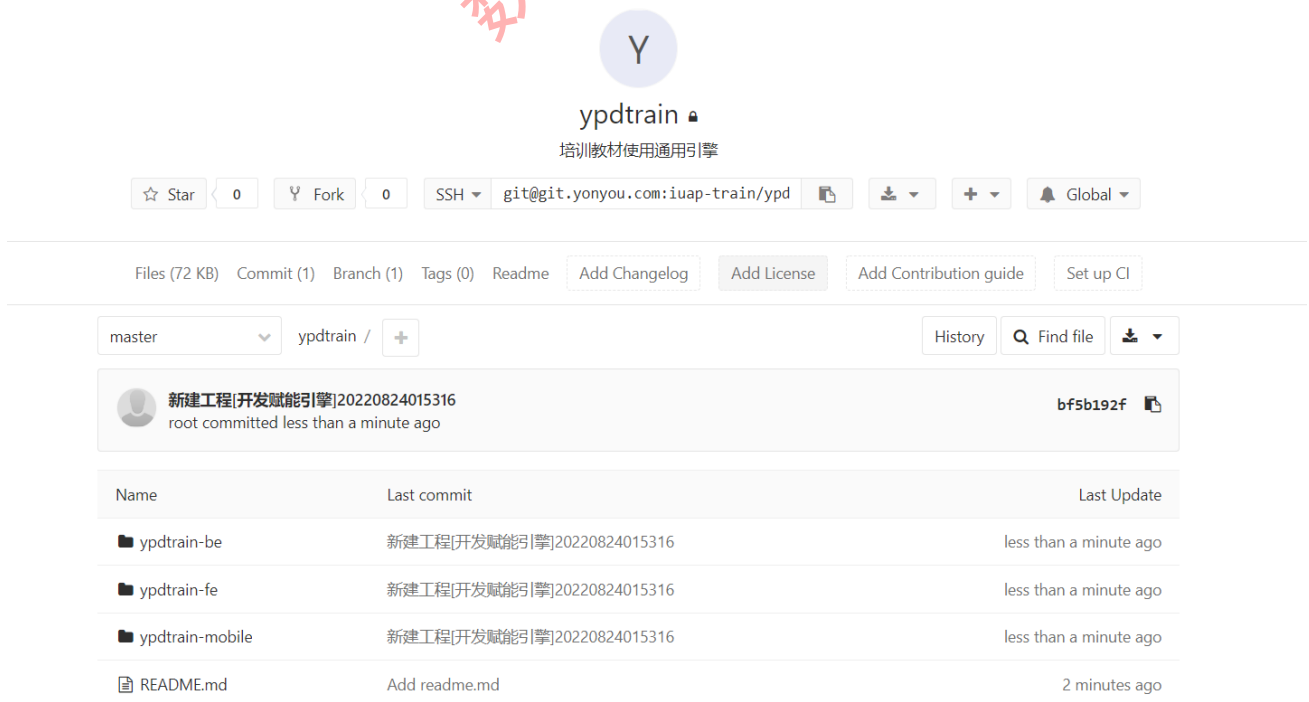 Y
ypdtrain
培训教材使用通用引擎
Star 0 Fork 0 SSH git@git.yonyou.com:iuap-train/ypd Global
Files (72 KB) Commit (1) Branch (1) Tags (0) Readme Add Changelog Add License Add Contribution guide Set up CI
master ypdtrain / + History Find file
新建工程[开发赋能引擎]20220824015316
root committed less than a minute ago
bf5b192f
Name Last commit Last Update
ypdtrain-be 新建工程[开发赋能引擎]20220824015316 less than a minute ago
ypdtrain-fe 新建工程[开发赋能引擎]20220824015316 less than a minute ago
ypdtrain-mobile 新建工程[开发赋能引擎]20220824015316 less than a minute ago
README.md Add readme.md 2 minutes ago